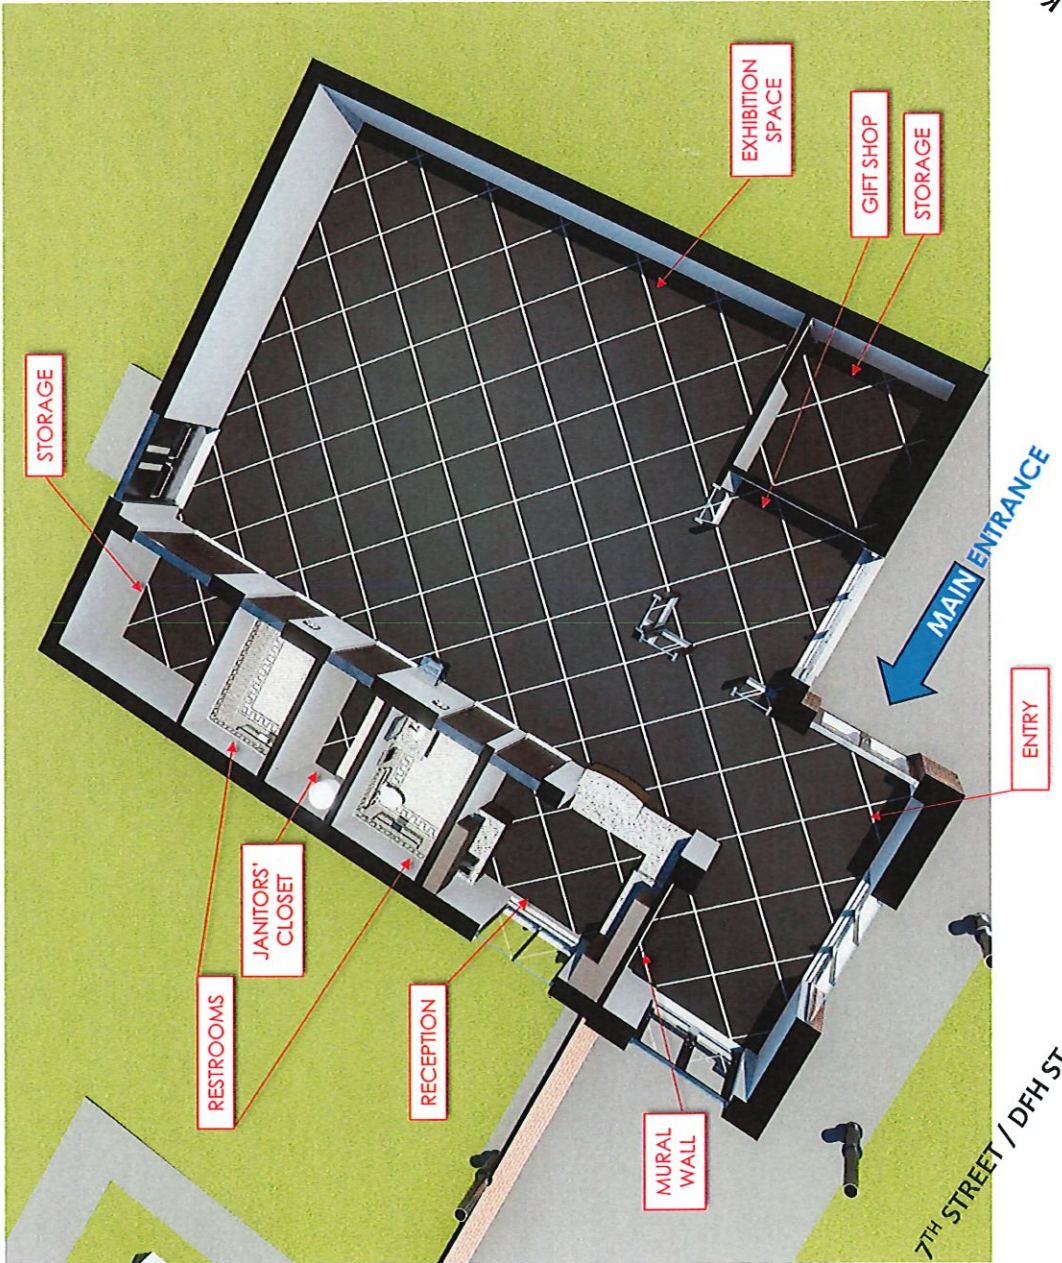 STORAGE
RESTROOMS
JANITORS'
CLOSET
RECEPTION
MURAL
WALL
EXHIBITION
SPACE
GIFT SHOP
STORAGE
MAIN ENTRANCE
ENTRY
7TH STREET / DFH ST